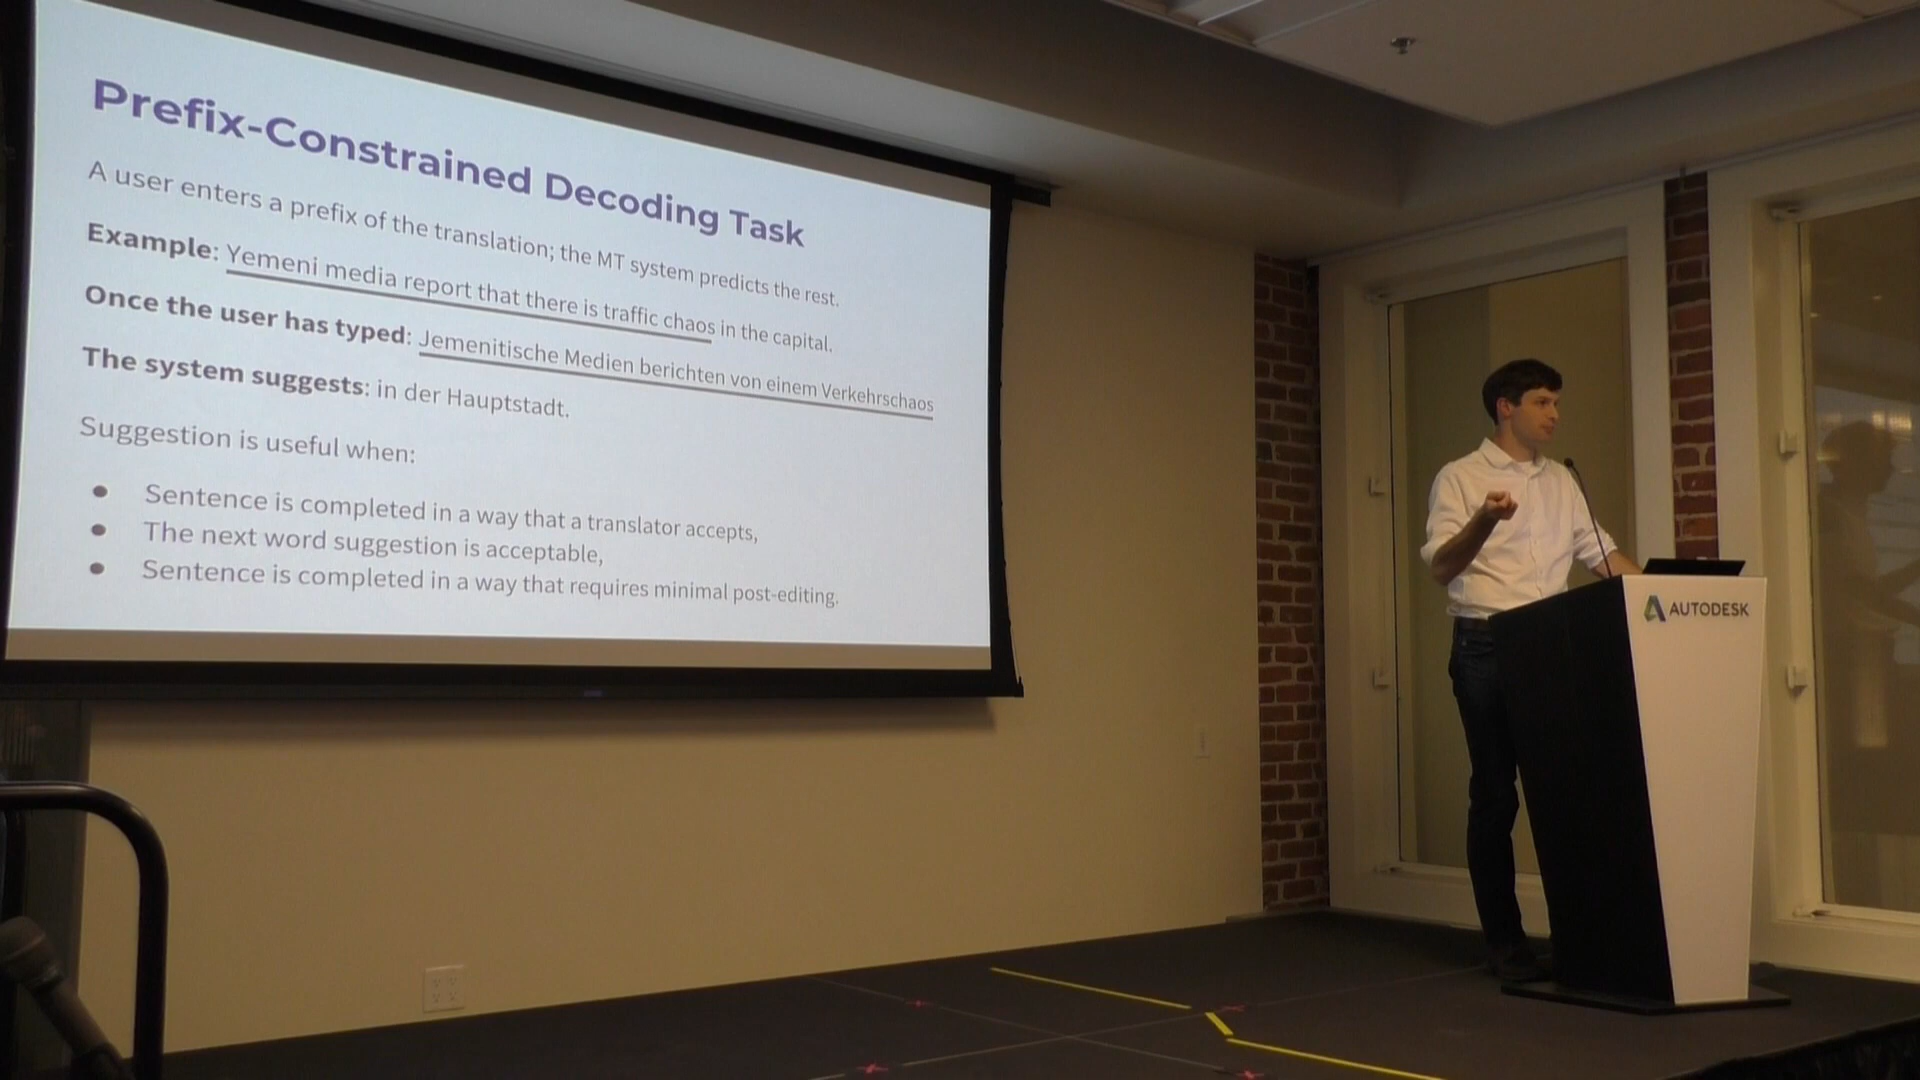 Prefix-Constrained Decoding Task
A user enters a prefix of the translation; the MT system predicts the rest.
Example: Yemeni media report that there is traffic chaos in the capital.
Once the user has typed: Jemenitische Medien berichten von einem Verkehrschaos
The system suggests: in der Hauptstadt.
Suggestion is useful when:
● Sentence is completed in a way that a translator accepts,
● The next word suggestion is acceptable,
● Sentence is completed in a way that requires minimal post-editing.
AUTODESK